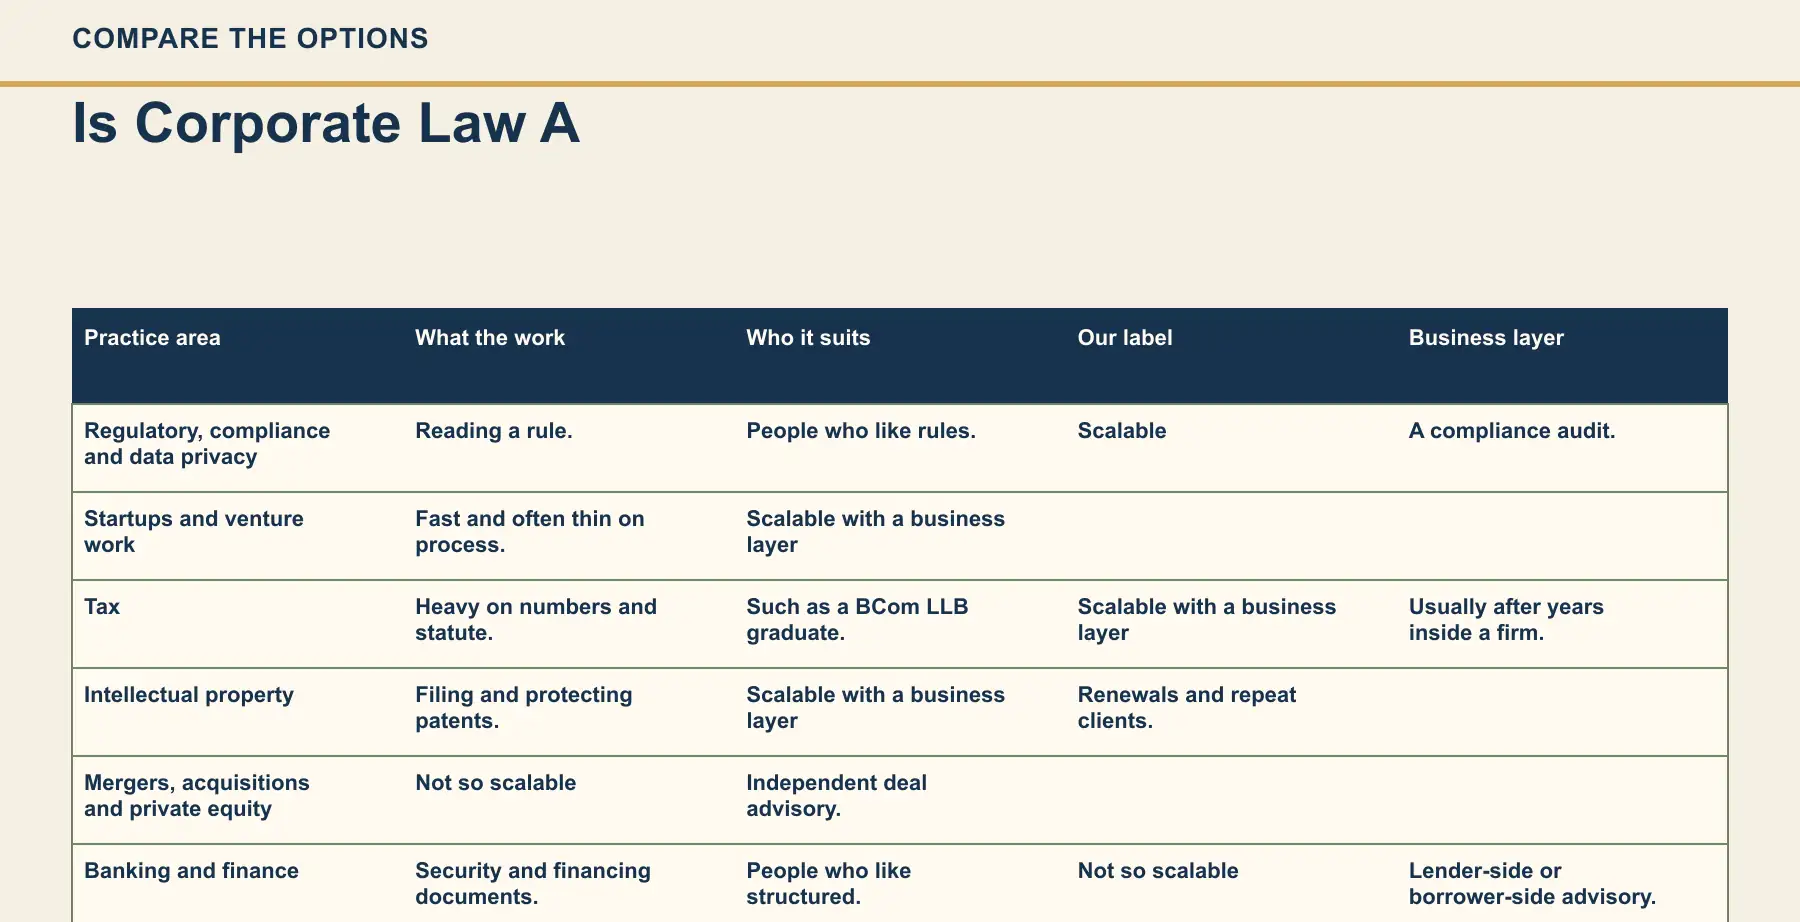 COMPARE THE OPTIONS
Is Corporate Law A
Practice area What the work Who it suits Our label Business layer
Regulatory, compliance Reading a rule. People who like rules. Scalable A compliance audit.
and data privacy
Startups and venture Fast and often thin on Scalable with a business
work process. layer
Tax Heavy on numbers and Such as a BCom LLB Scalable with a business Usually after years
statute. graduate. layer inside a firm.
Intellectual property Filing and protecting Scalable with a business Renewals and repeat
patents. layer clients.
Mergers, acquisitions Not so scalable Independent deal
and private equity advisory.
Banking and finance Security and financing People who like Not so scalable Lender-side or
documents. structured. borrower-side advisory.